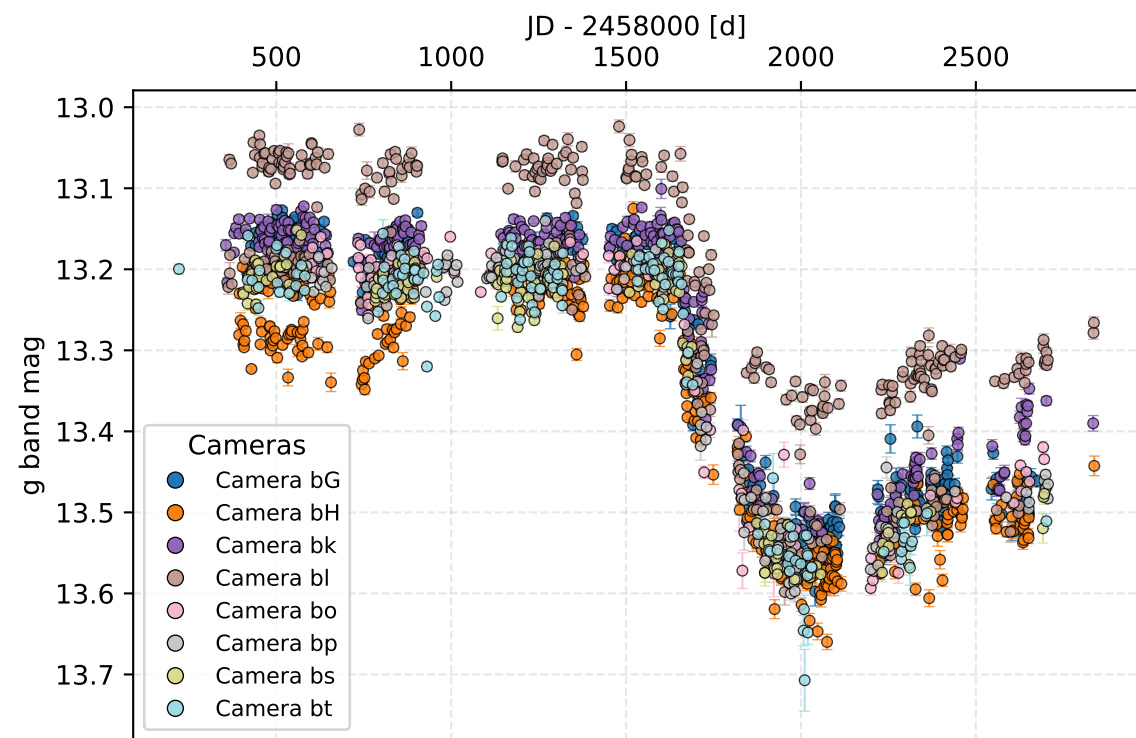 JD - 2458000 [d]
500 1000 1500 2000 2500
g band mag
13.0
13.1
13.2
13.3
13.4
13.5
13.6
13.7
Cameras
Camera bG
Camera bH
Camera bk
Camera bl
Camera bo
Camera bp
Camera bs
Camera bt